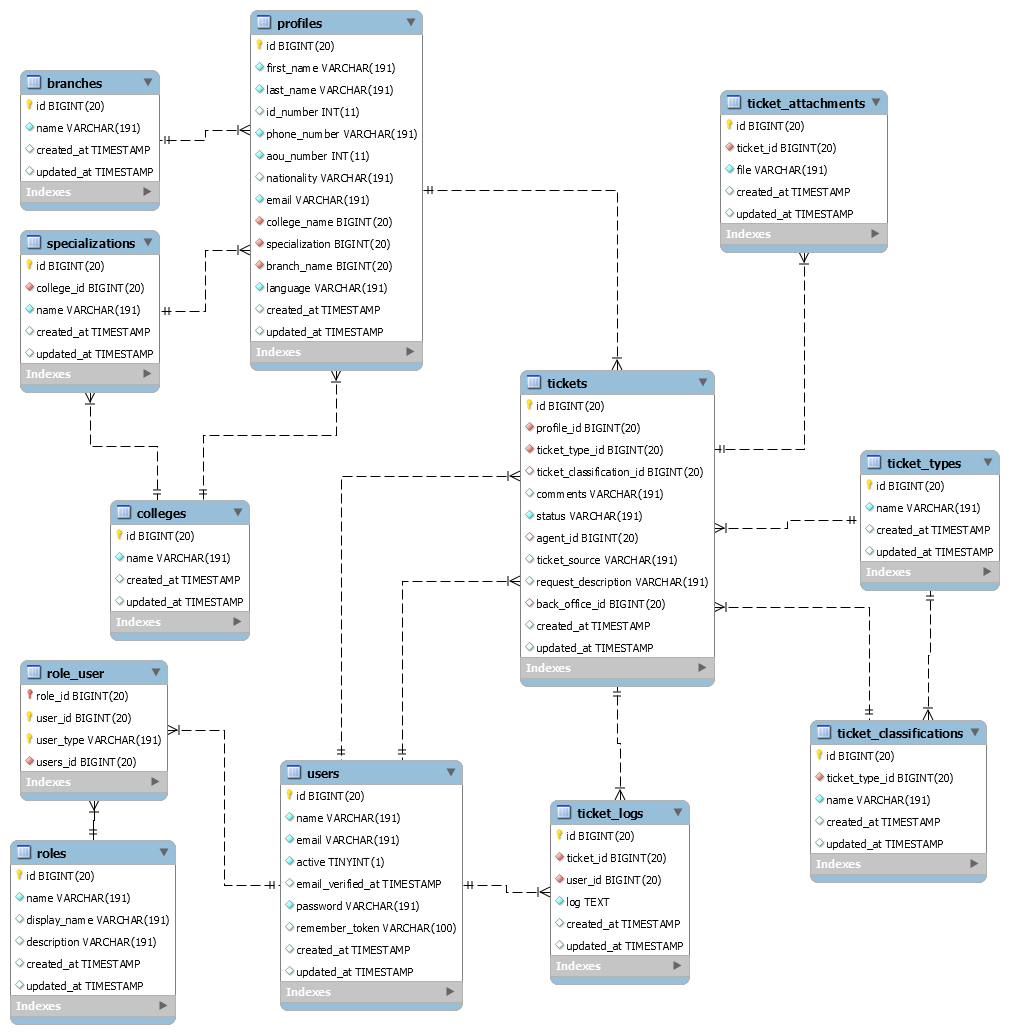 profiles
id BIGINT(20)
first_name VARCHAR(191)
last_name VARCHAR(191)
id_number INT(11)
phone_number VARCHAR(191)
aou_number INT(11)
nationality VARCHAR(191)
email VARCHAR(191)
college_name BIGINT(20)
specialization BIGINT(20)
branch_name BIGINT(20)
language VARCHAR(191)
created_at TIMESTAMP
updated_at TIMESTAMP
Indexes
branches
id BIGINT(20)
name VARCHAR(191)
created_at TIMESTAMP
updated_at TIMESTAMP
Indexes
ticket_attachments
id BIGINT(20)
ticket_id BIGINT(20)
file VARCHAR(191)
created_at TIMESTAMP
updated_at TIMESTAMP
Indexes
specializations
id BIGINT(20)
college_id BIGINT(20)
name VARCHAR(191)
created_at TIMESTAMP
updated_at TIMESTAMP
Indexes
tickets
id BIGINT(20)
profile_id BIGINT(20)
ticket_type_id BIGINT(20)
ticket_classification_id BIGINT(20)
comments VARCHAR(191)
status VARCHAR(191)
agent_id BIGINT(20)
ticket_source VARCHAR(191)
request_description VARCHAR(191)
back_office_id BIGINT(20)
created_at TIMESTAMP
updated_at TIMESTAMP
Indexes
ticket_types
id BIGINT(20)
name VARCHAR(191)
created_at TIMESTAMP
updated_at TIMESTAMP
Indexes
colleges
id BIGINT(20)
name VARCHAR(191)
created_at TIMESTAMP
updated_at TIMESTAMP
Indexes
role_user
role_id BIGINT(20)
user_id BIGINT(20)
user_type VARCHAR(191)
users_id BIGINT(20)
Indexes
ticket_classifications
id BIGINT(20)
ticket_type_id BIGINT(20)
name VARCHAR(191)
created_at TIMESTAMP
updated_at TIMESTAMP
Indexes
users
id BIGINT(20)
name VARCHAR(191)
email VARCHAR(191)
active TINYINT(1)
email_verified_at TIMESTAMP
password VARCHAR(191)
remember_token VARCHAR(100)
created_at TIMESTAMP
updated_at TIMESTAMP
Indexes
ticket_logs
id BIGINT(20)
ticket_id BIGINT(20)
user_id BIGINT(20)
log TEXT
created_at TIMESTAMP
updated_at TIMESTAMP
Indexes
roles
id BIGINT(20)
name VARCHAR(191)
display_name VARCHAR(191)
description VARCHAR(191)
created_at TIMESTAMP
updated_at TIMESTAMP
Indexes